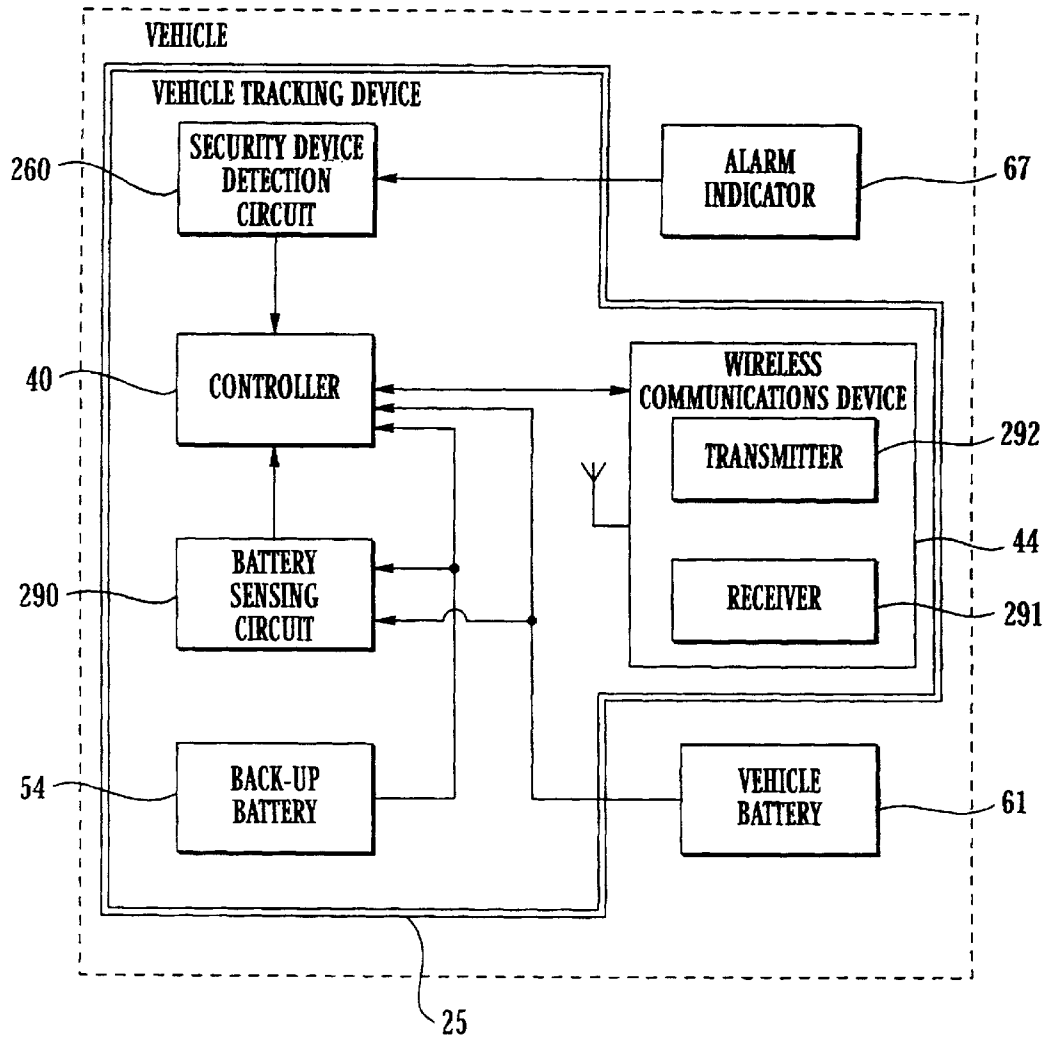 VEHICLE
VEHICLE TRACKING DEVICE
260
SECURITY DEVICE
DETECTION
CIRCUIT
ALARM
INDICATOR
67
40
CONTROLLER
WIRELESS
COMMUNICATIONS DEVICE
TRANSMITTER
292
44
290
BATTERY
SENSING
CIRCUIT
RECEIVER
291
54
BACK-UP
BATTERY
VEHICLE
BATTERY
61
25